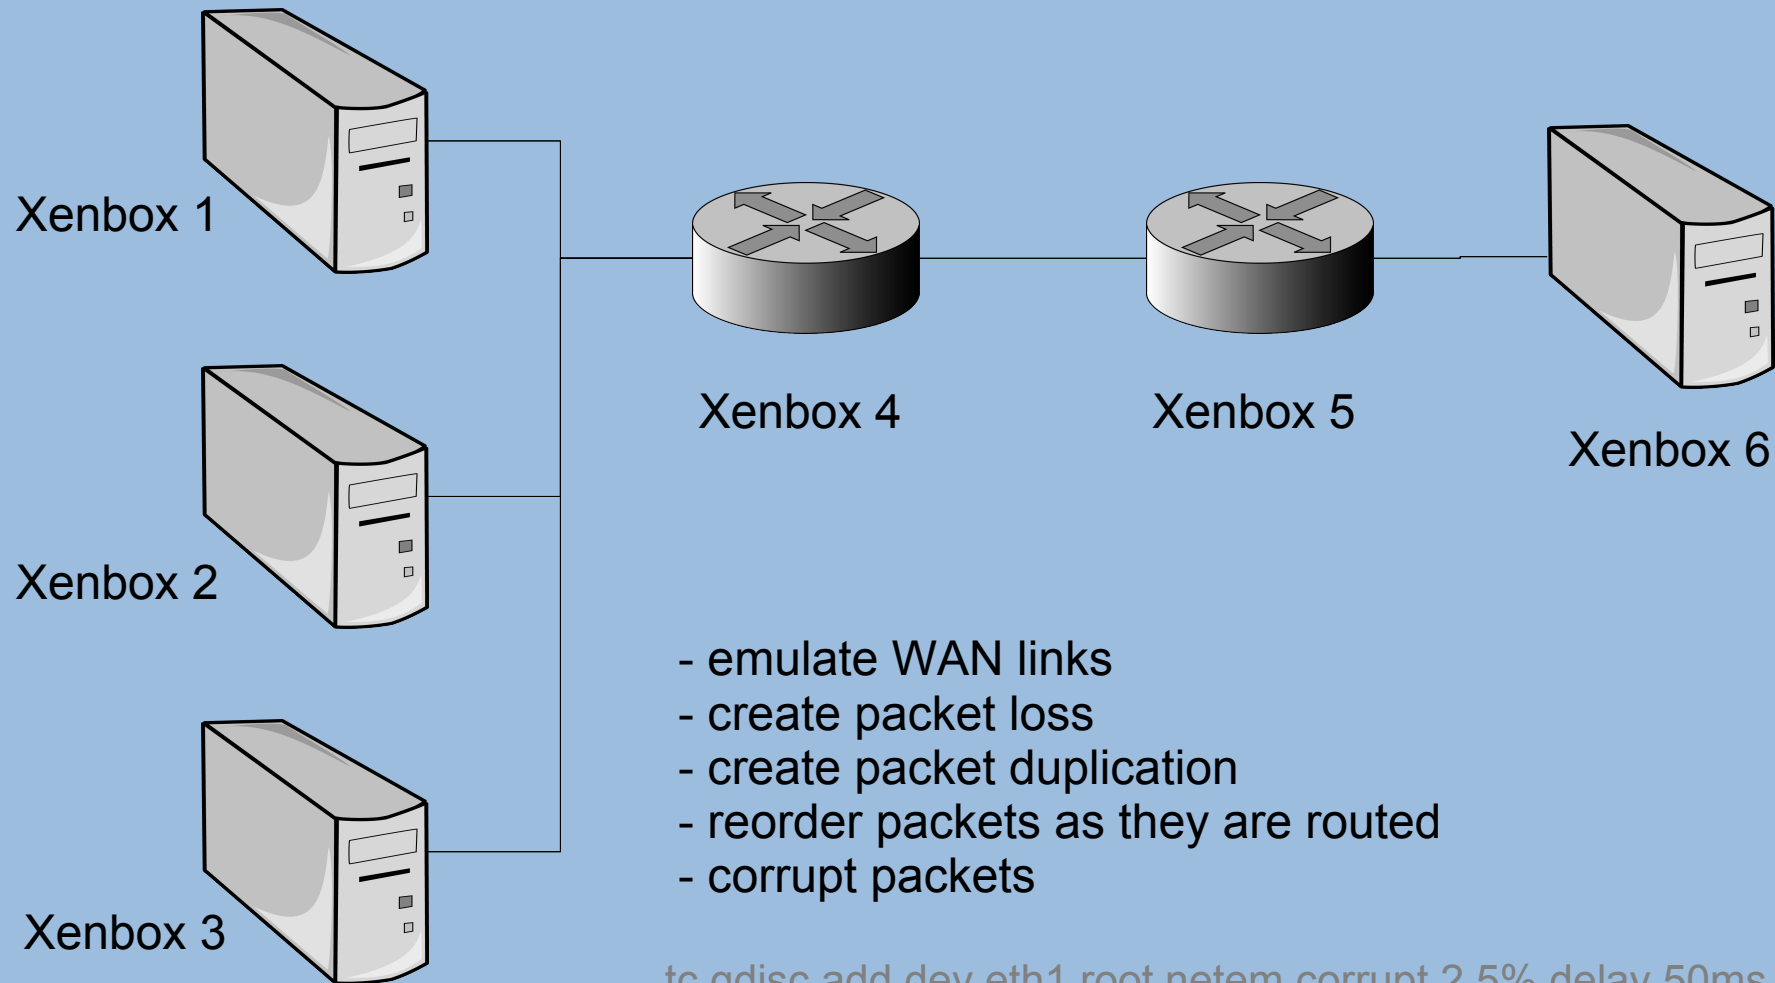 Xenbox 1
Xenbox 4
Xenbox 5
Xenbox 6
Xenbox 2
- emulate WAN links
- create packet loss
- create packet duplication
- reorder packets as they are routed
- corrupt packets
Xenbox 3
tc qdisc add dev eth1 root netem corrupt 2.5% delay 50ms